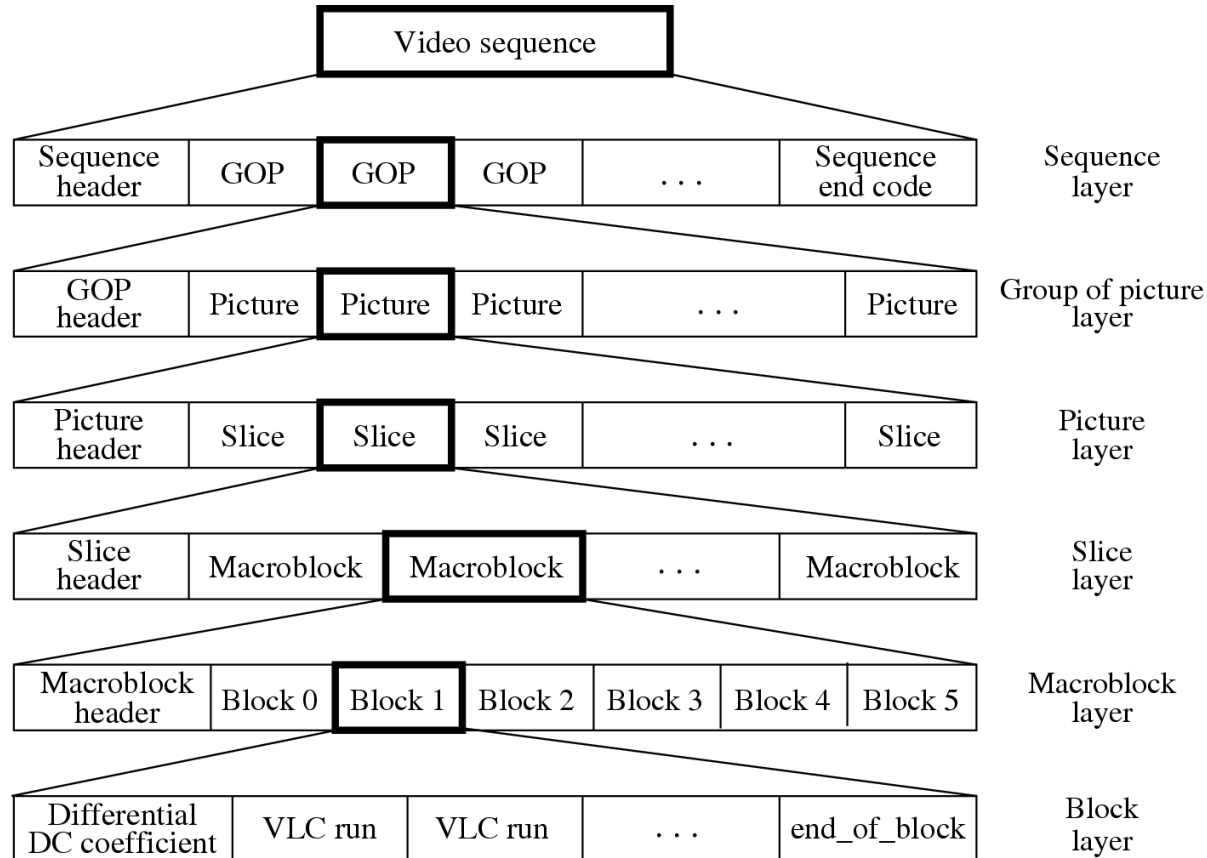 Video sequence
Sequence header
GOP
GOP
GOP
. . .
Sequence end code
Sequence layer
GOP header
Picture
Picture
Picture
. . .
Picture
Group of picture layer
Picture header
Slice
Slice
Slice
. . .
Slice
Picture layer
Slice header
Macroblock
Macroblock
. . .
Macroblock
Slice layer
Macroblock header
Block 0
Block 1
Block 2
Block 3
Block 4
Block 5
Macroblock layer
Differential DC coefficient
VLC run
VLC run
. . .
end_of_block
Block layer